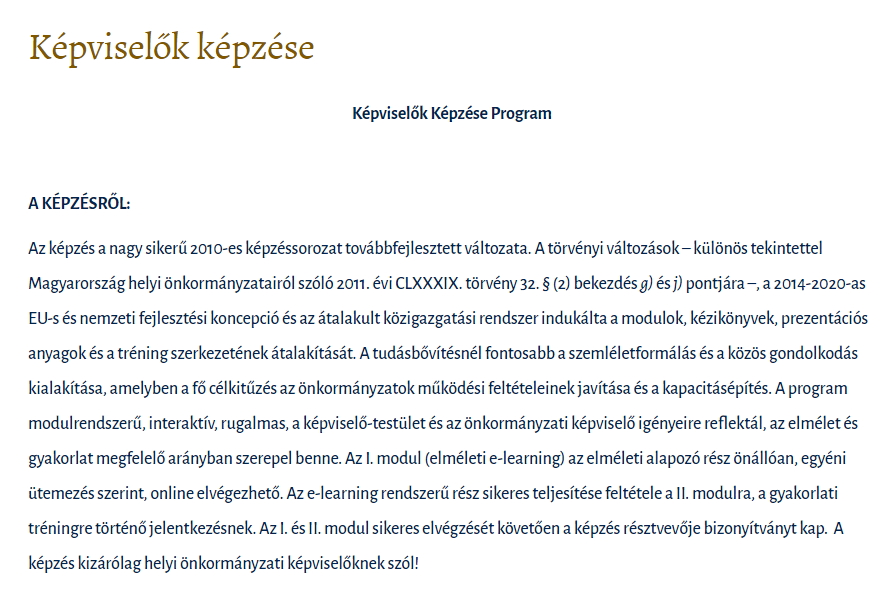 Képviselők képzése
Képviselők Képzése Program
A KÉPZÉSRŐL:
Az képzés a nagy sikerű 2010-es képzéssorozat továbbfejlesztett változata. A törvényi változások – különös tekintettel
Magyarország helyi önkormányzatairól szóló 2011. évi CLXXXIX. törvény 32. § (2) bekezdés g) és j) pontjára –, a 2014-2020-as
EU-s és nemzeti fejlesztési koncepció és az átalakult közigazgatási rendszer indukálta a modulok, kézikönyvek, prezentációs
anyagok és a tréning szerkezetének átalakítását. A tudásbővítésnél fontosabb a szemléletformálás és a közös gondolkodás
kialakítása, amelyben a fő célkitűzés az önkormányzatok működési feltételeinek javítása és a kapacitásépítés. A program
modulrendszerű, interaktív, rugalmas, a képviselő-testület és az önkormányzati képviselő igényeire reflektál, az elmélet és
gyakorlat megfelelő arányban szerepel benne. Az I. modul (elméleti e-learning) az elméleti alapozó rész önállóan, egyéni
ütemezés szerint, online elvégezhető. Az e-learning rendszerű rész sikeres teljesítése feltétele a II. modulra, a gyakorlati
tréningre történő jelentkezésnek. Az I. és II. modul sikeres elvégzését követően a képzés résztvevője bizonyítványt kap.  A
képzés kizárólag helyi önkormányzati képviselőknek szól!